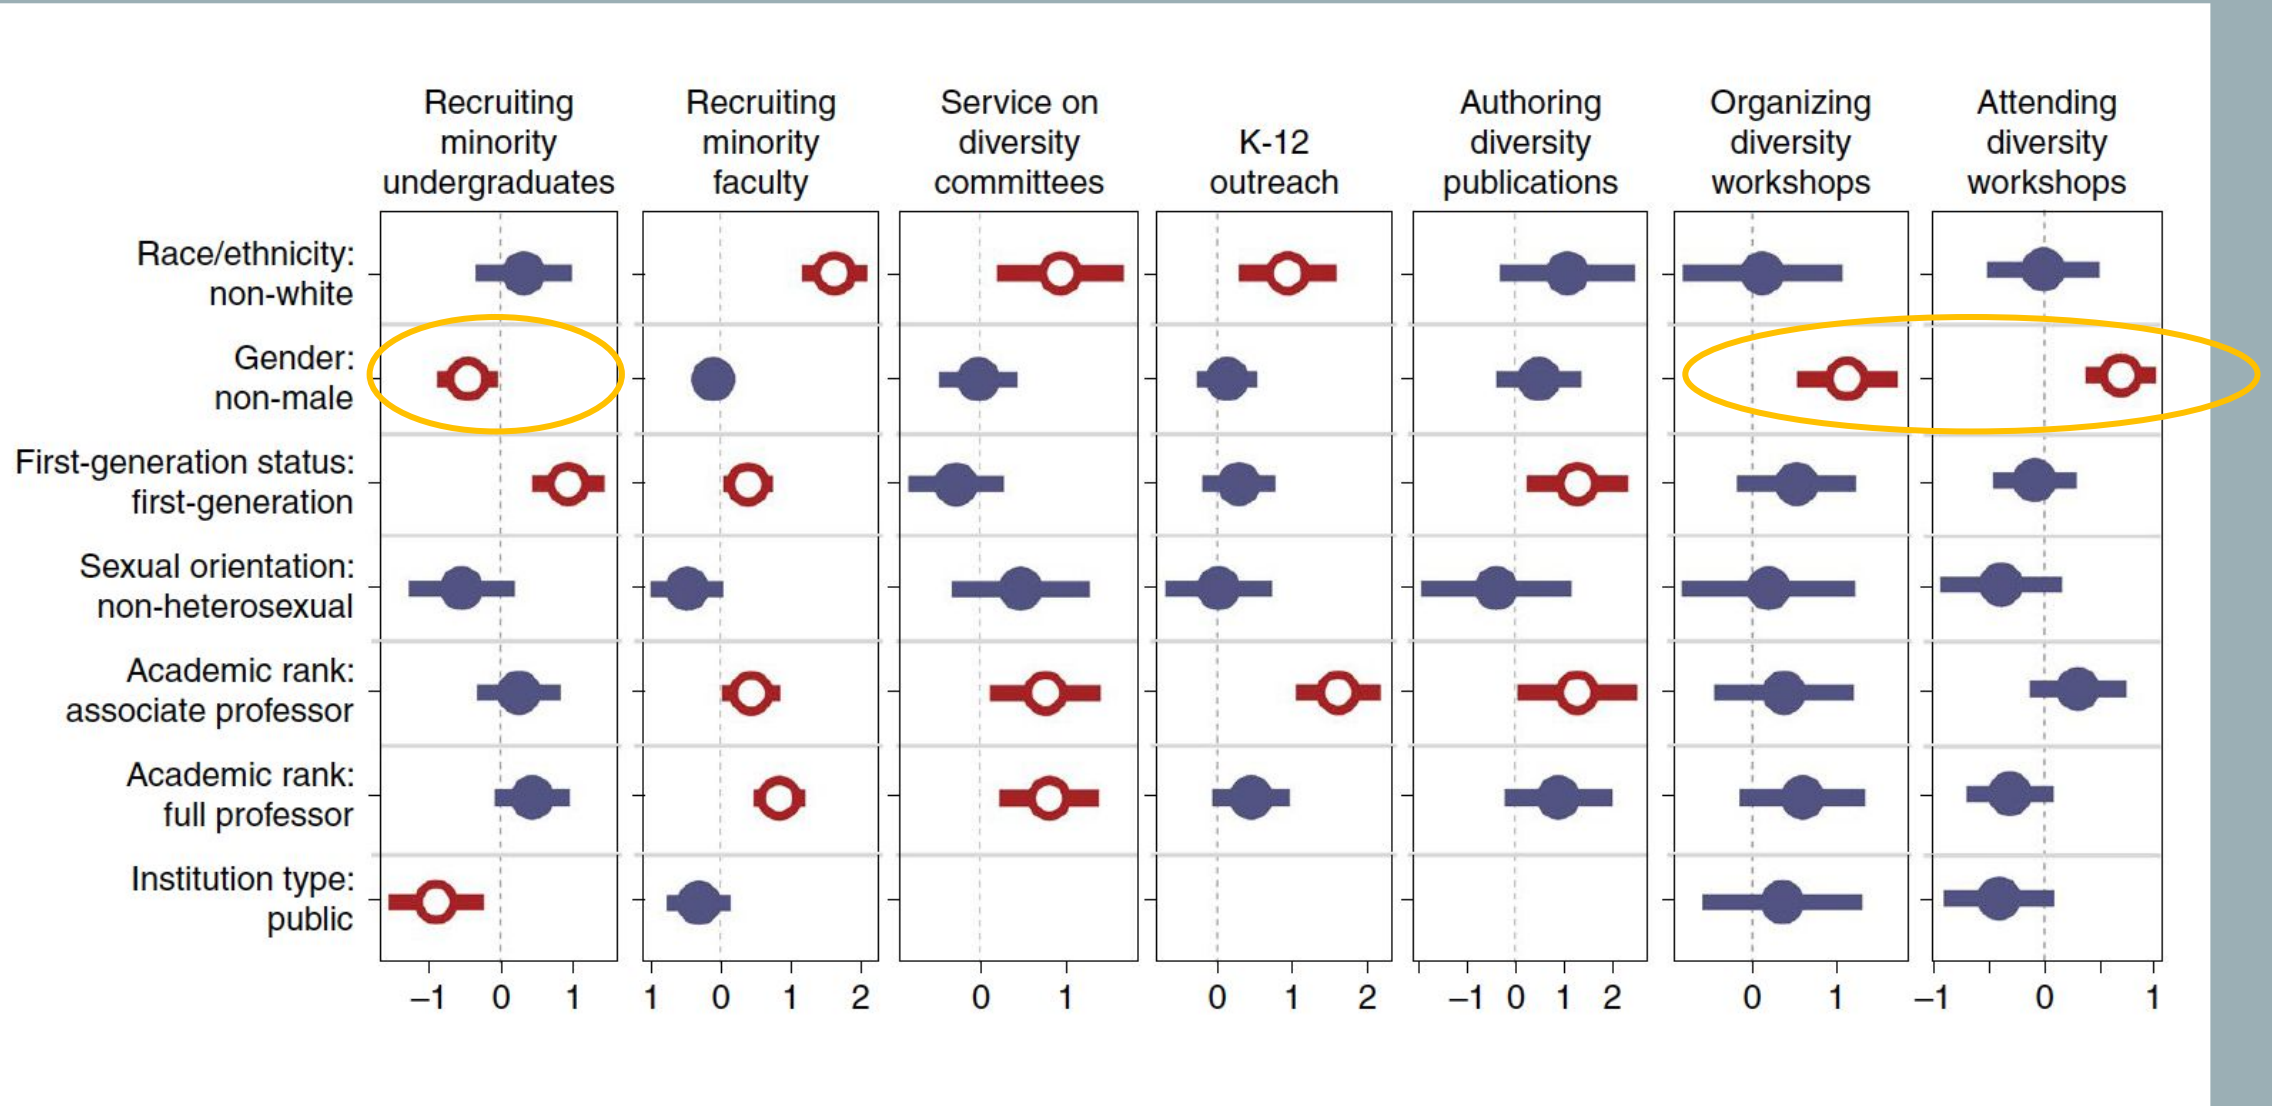 Recruiting
minority
undergraduates
Recruiting
minority
faculty
Service on
diversity
committees
K-12
outreach
Authoring
diversity
publications
Organizing
diversity
workshops
Attending
diversity
workshops
Race/ethnicity:
non-white
Gender:
non-male
First-generation status:
first-generation
Sexual orientation:
non-heterosexual
Academic rank:
associate professor
Academic rank:
full professor
Institution type:
public
−1 0 1
1 0 1 2
0 1
0 1 2
−1 0 1 2
0 1
−1 0 1